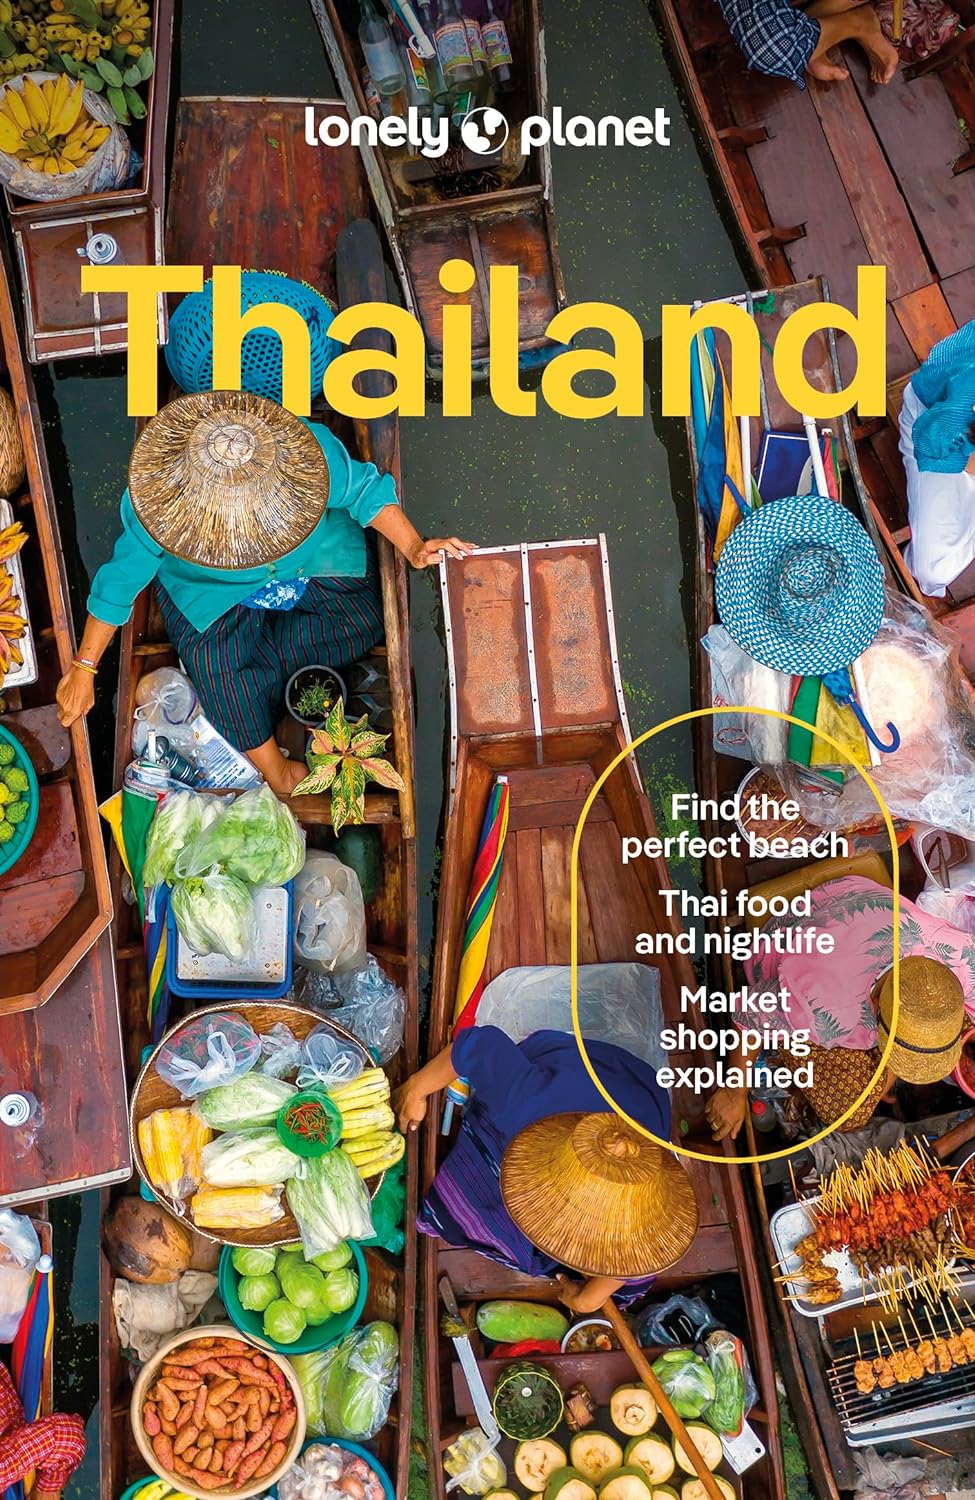 lonely planet
Thailand
Find the
perfect beach
Thai food
and nightlife
Market
shopping
explained